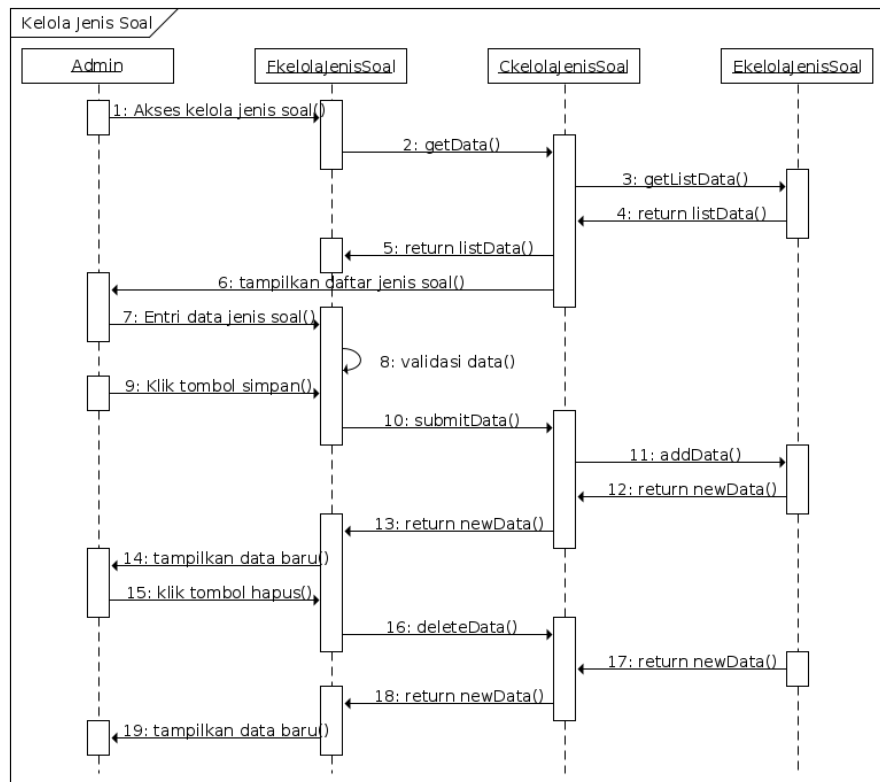 Kelola Jenis Soal
Admin
FkelolaJenisSoal
CkelolaJenisSoal
EkelolaJenisSoal
1: Akses kelola jenis soal()
2: getData()
3: getListData()
4: return listData()
5: return listData()
6: tampilkan daftar jenis soal()
7: Entri data jenis soal()
8: validasi data()
9: Klik tombol simpan()
10: submitData()
11: addData()
12: return newData()
13: return newData()
14: tampilkan data baru()
15: klik tombol hapus()
16: deleteData()
17: return newData()
18: return newData()
19: tampilkan data baru()